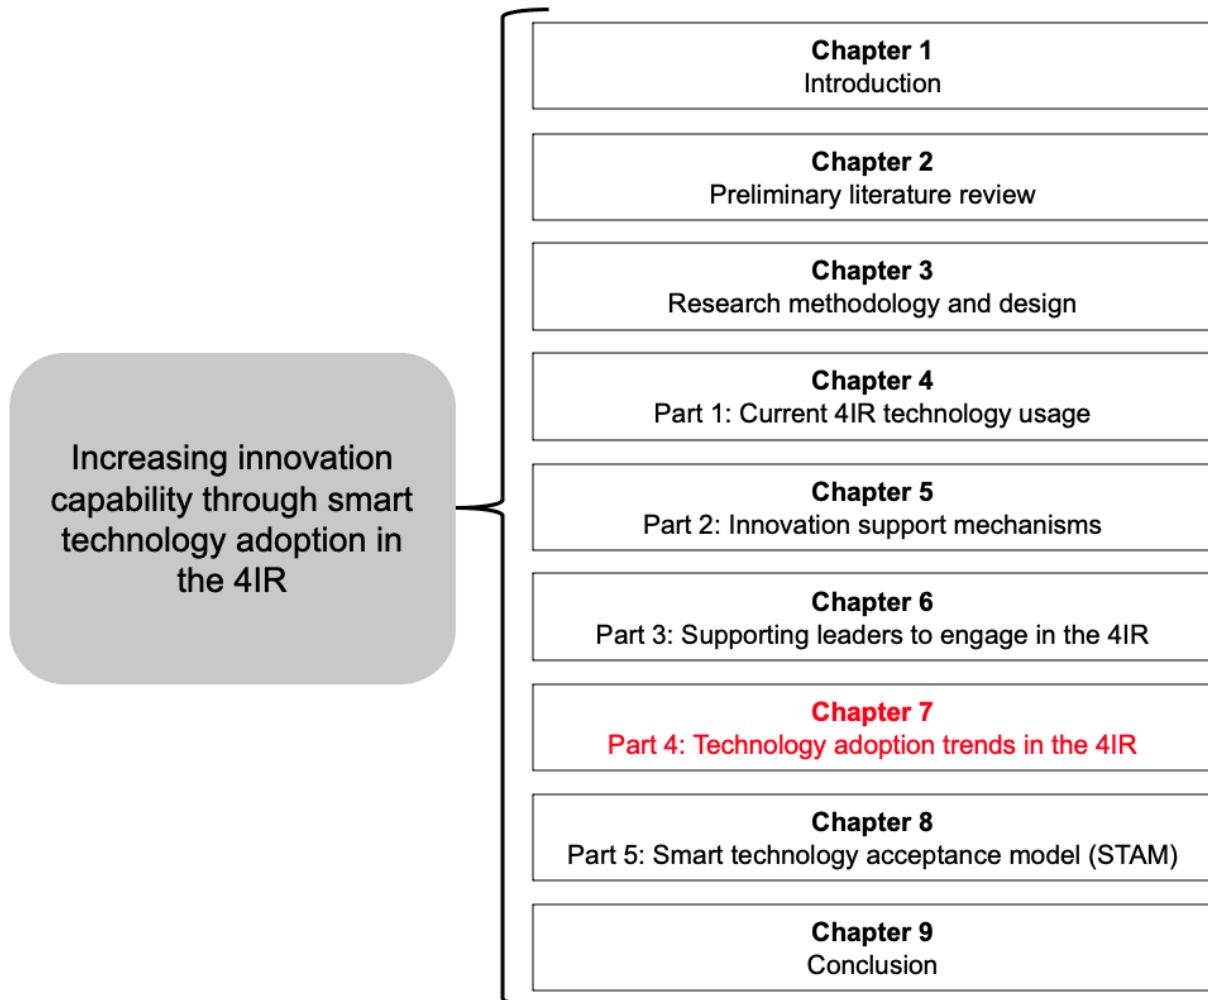 Increasing innovation
capability through smart
technology adoption in
the 4IR
Chapter 1
Introduction
Chapter 2
Preliminary literature review
Chapter 3
Research methodology and design
Chapter 4
Part 1: Current 4IR technology usage
Chapter 5
Part 2: Innovation support mechanisms
Chapter 6
Part 3: Supporting leaders to engage in the 4IR
Chapter 7
Part 4: Technology adoption trends in the 4IR
Chapter 8
Part 5: Smart technology acceptance model (STAM)
Chapter 9
Conclusion